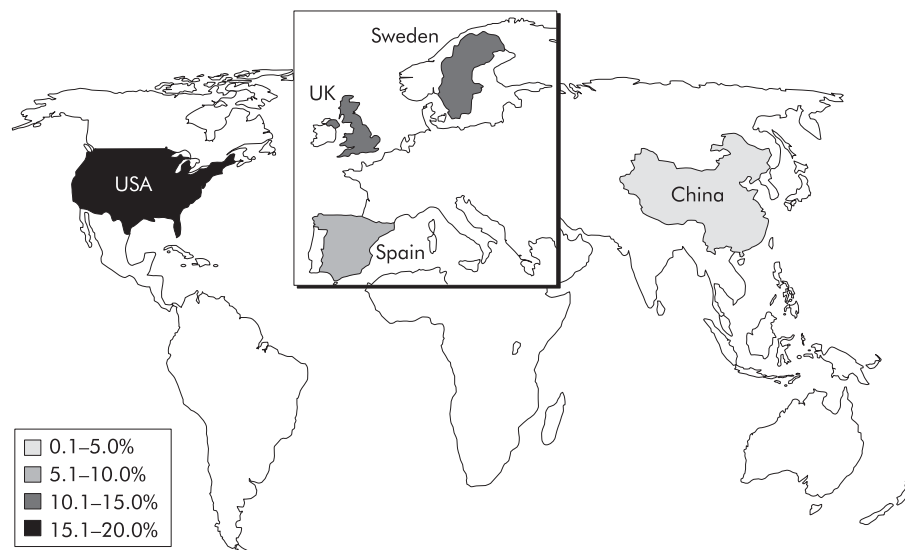 Sweden
UK
USA
China
Spain
0.1–5.0%
5.1–10.0%
10.1–15.0%
15.1–20.0%